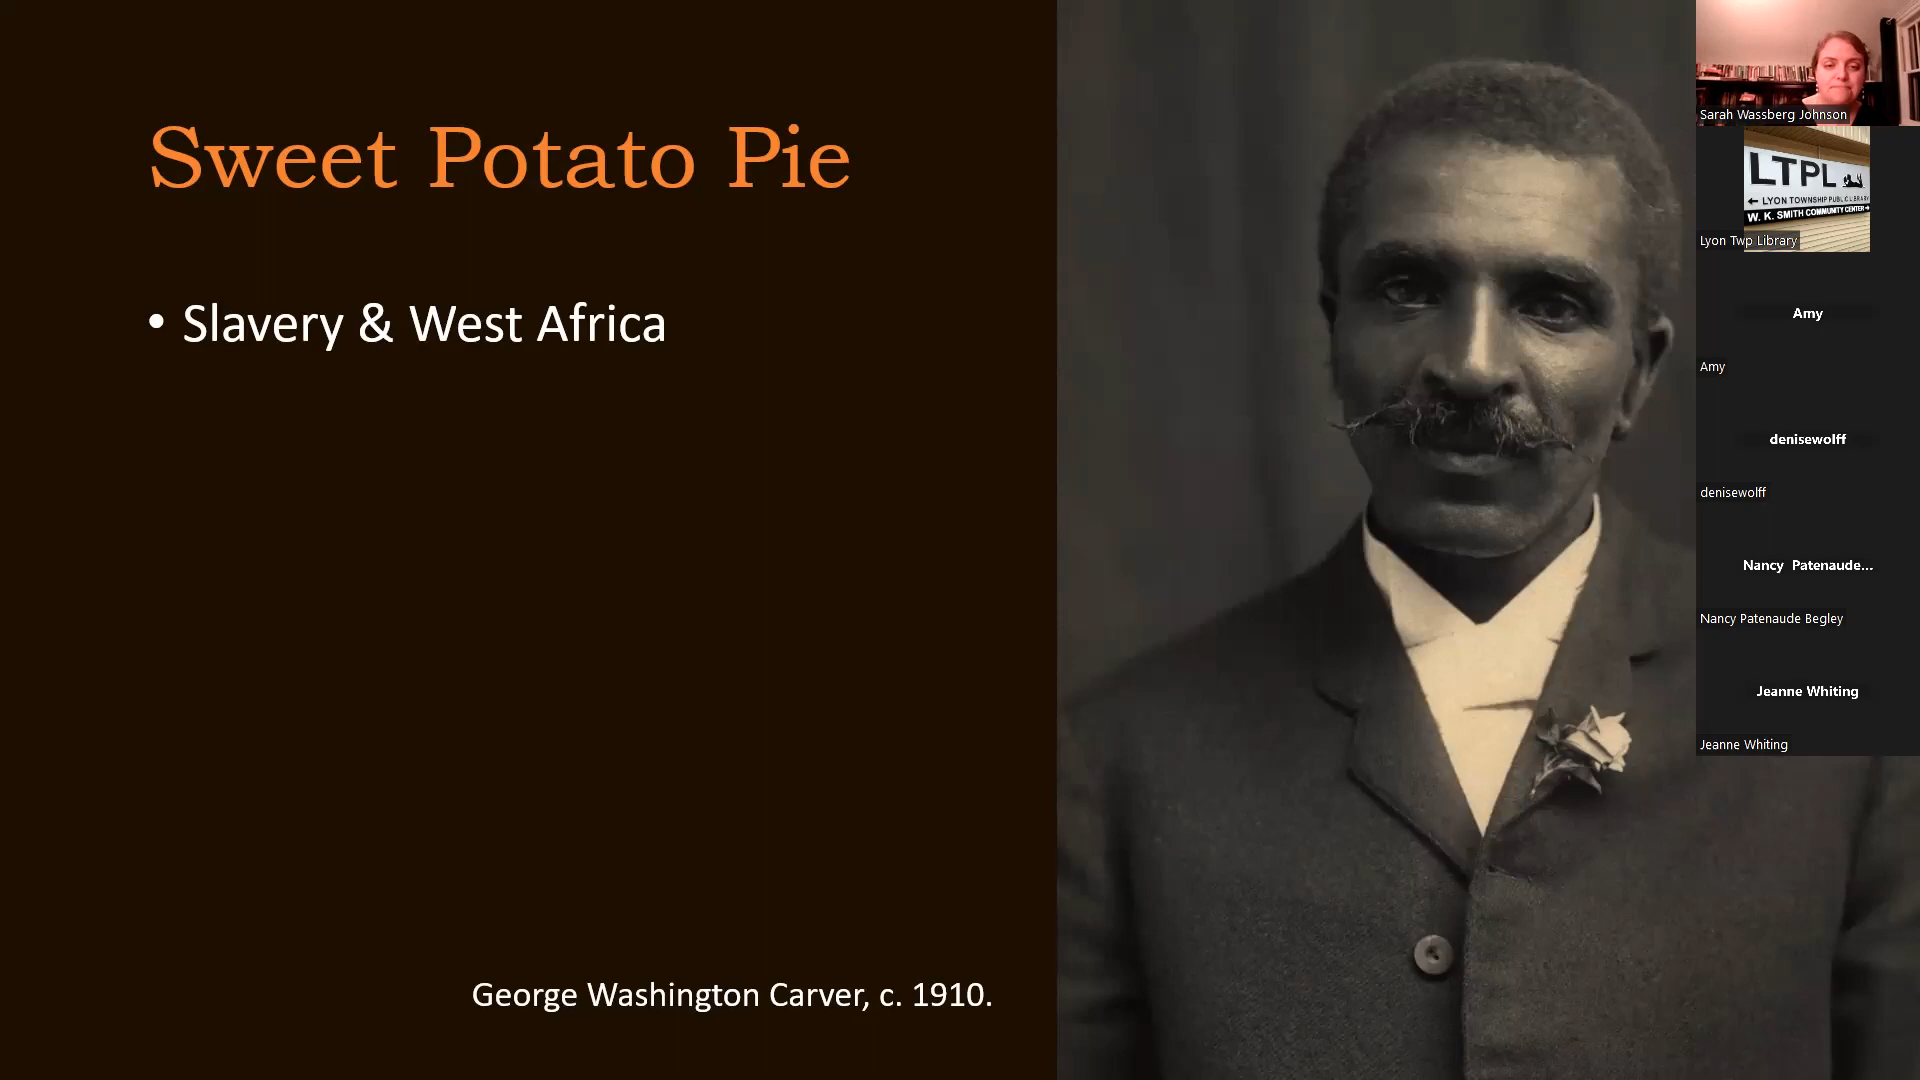 Sweet Potato Pie
• Slavery & West Africa
George Washington Carver, c. 1910.
Sarah Wassberg Johnson
LTPL
← LYON TOWNSHIP PUBLIC LIBRARY
W. K. SMITH COMMUNITY CENTER →
Lyon Twp Library
Amy
Amy
denisewolff
denisewolff
Nancy Patenaude...
Nancy Patenaude Begley
Jeanne Whiting
Jeanne Whiting